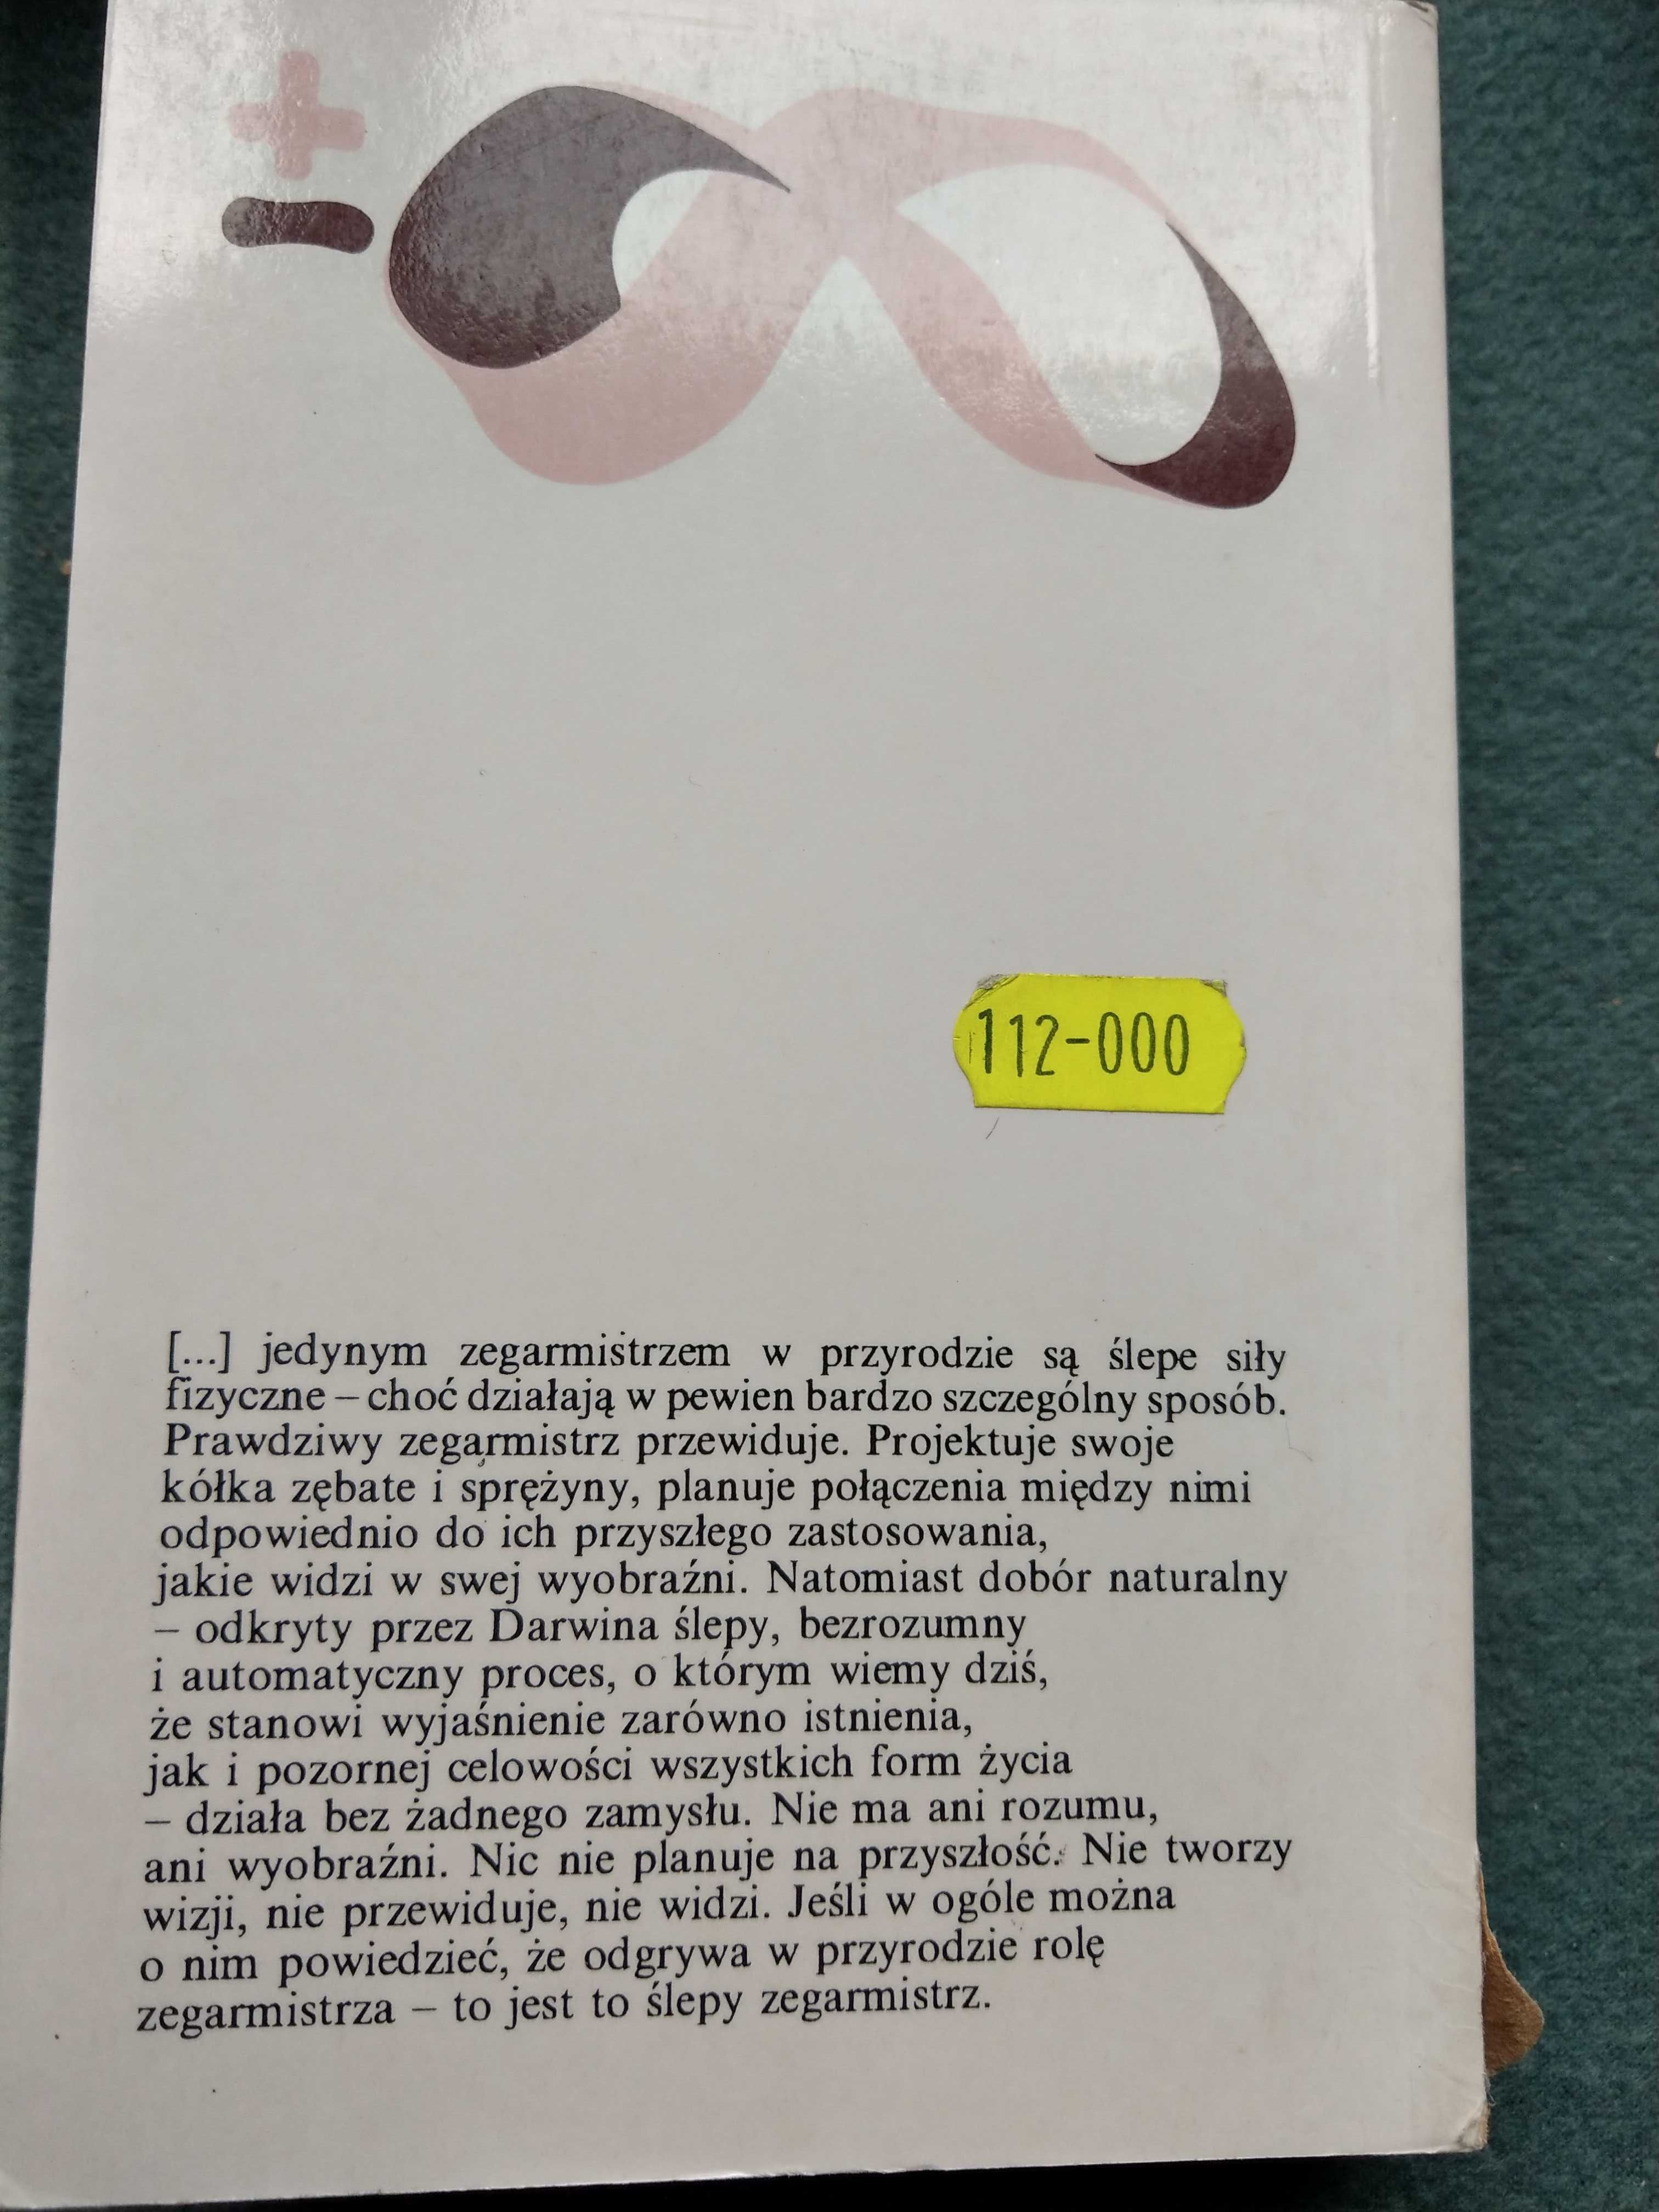 112-000
[...] jedynym zegarmistrzem w przyrodzie są ślepe siły
fizyczne – choć działają w pewien bardzo szczególny sposób.
Prawdziwy zegarmistrz przewiduje. Projektuje swoje
kółka zębate i sprężyny, planuje połączenia między nimi
odpowiednio do ich przyszłego zastosowania,
jakie widzi w swej wyobraźni. Natomiast dobór naturalny
– odkryty przez Darwina ślepy, bezrozumny
i automatyczny proces, o którym wiemy dziś,
że stanowi wyjaśnienie zarówno istnienia,
jak i pozornej celowości wszystkich form życia
– działa bez żadnego zamysłu. Nie ma ani rozumu,
ani wyobraźni. Nic nie planuje na przyszłość. Nie tworzy
wizji, nie przewiduje, nie widzi. Jeśli w ogóle można
o nim powiedzieć, że odgrywa w przyrodzie rolę
zegarmistrza – to jest to ślepy zegarmistrz.